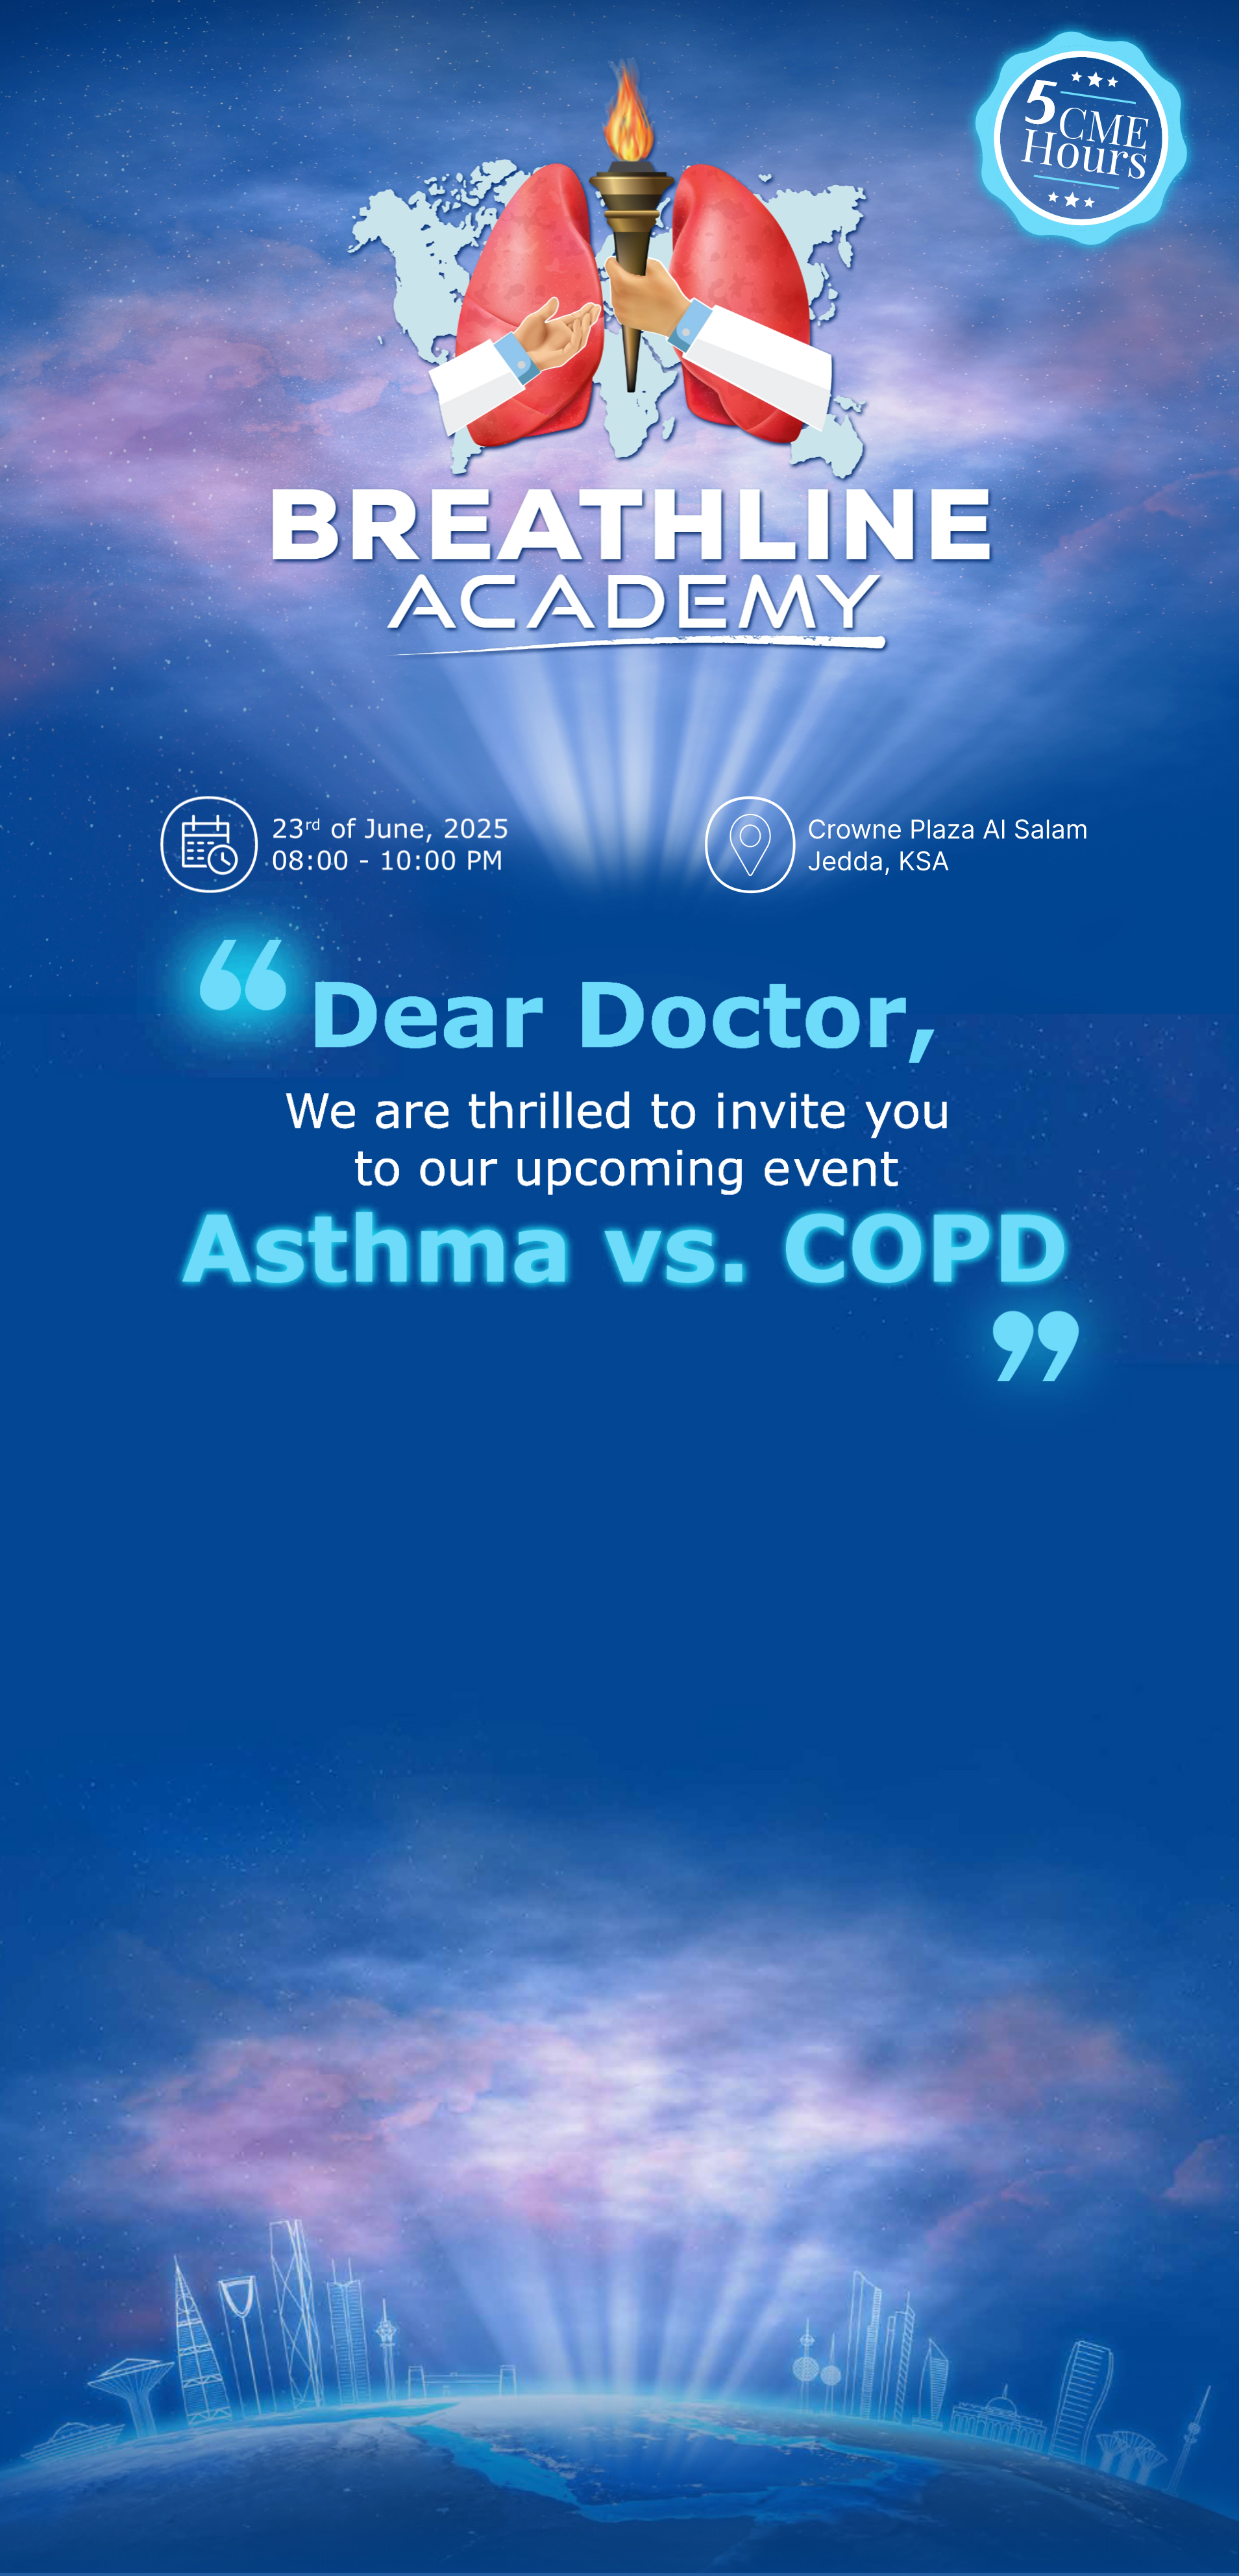 5 CME
Hours
BREATHLINE
ACADEMY
23rd of June, 2025
08:00 - 10:00 PM
Crowne Plaza Al Salam
Jedda, KSA
“ Dear Doctor,
We are thrilled to invite you
to our upcoming event
Asthma vs. COPD
”